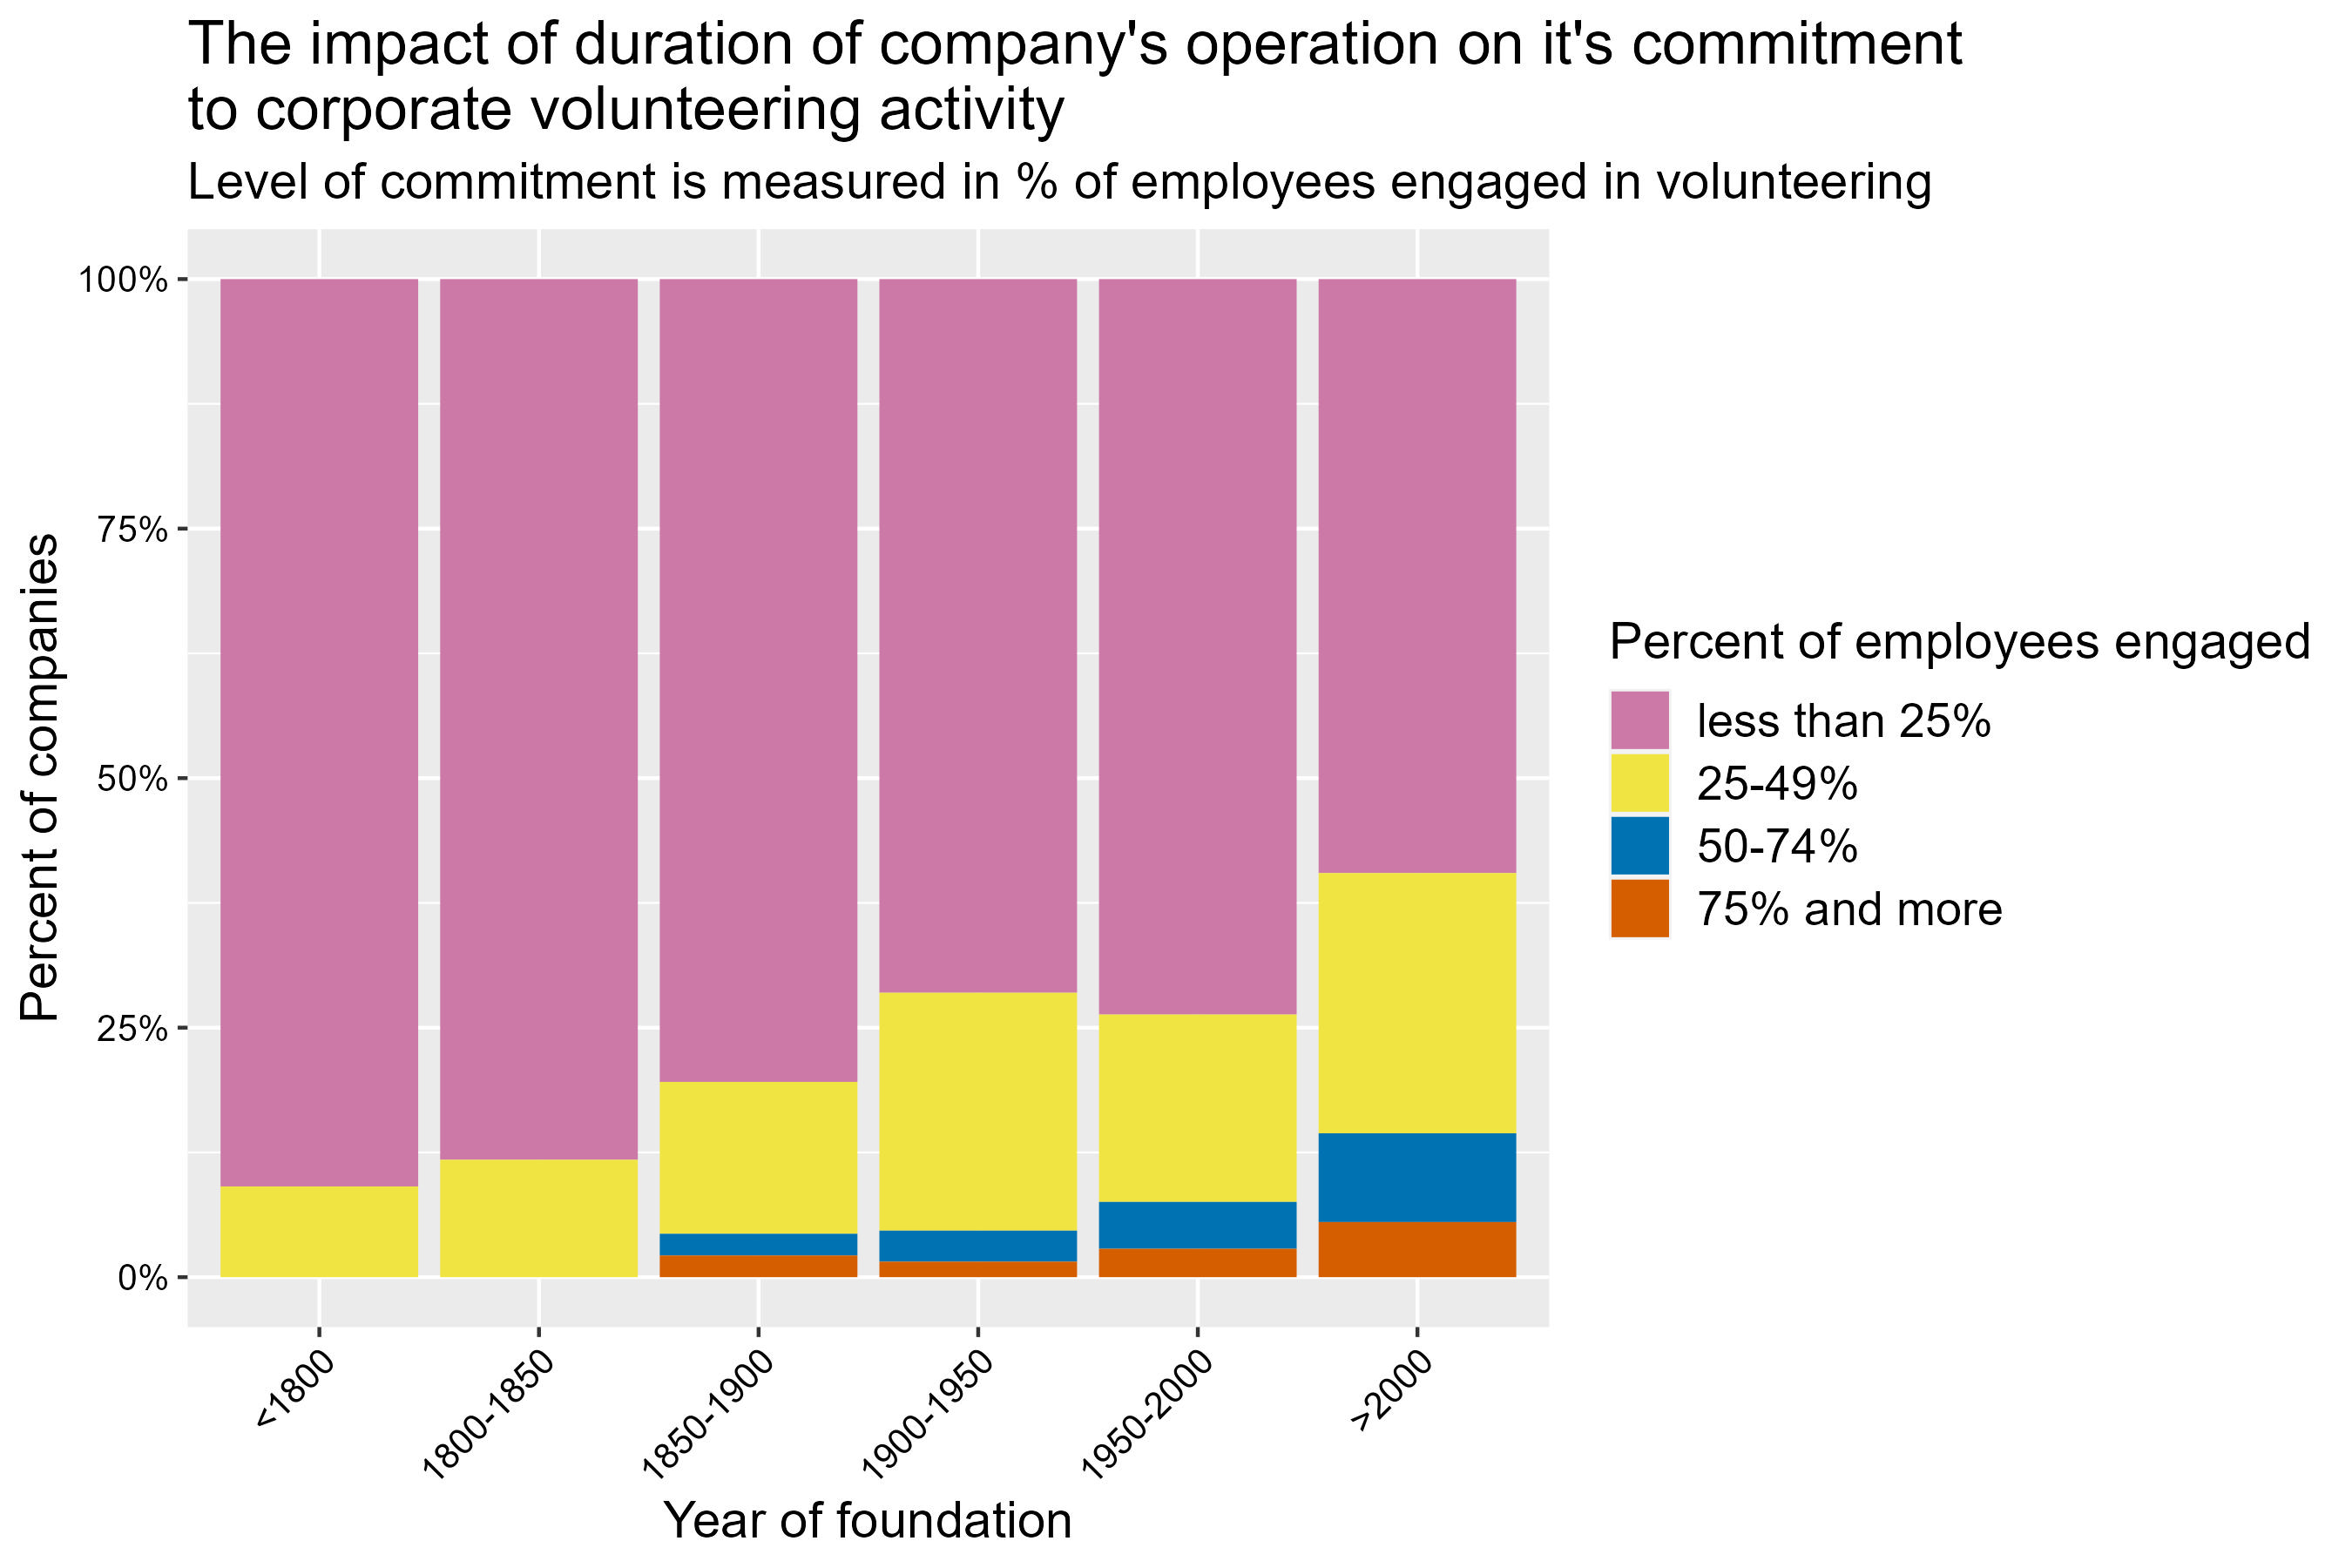 The impact of duration of company's operation on it's commitment
to corporate volunteering activity
Level of commitment is measured in % of employees engaged in volunteering
Percent of companies
100%
75%
50%
25%
0%
<1800
1800-1850
1850-1900
1900-1950
1950-2000
>2000
Year of foundation
Percent of employees engaged
less than 25%
25-49%
50-74%
75% and more